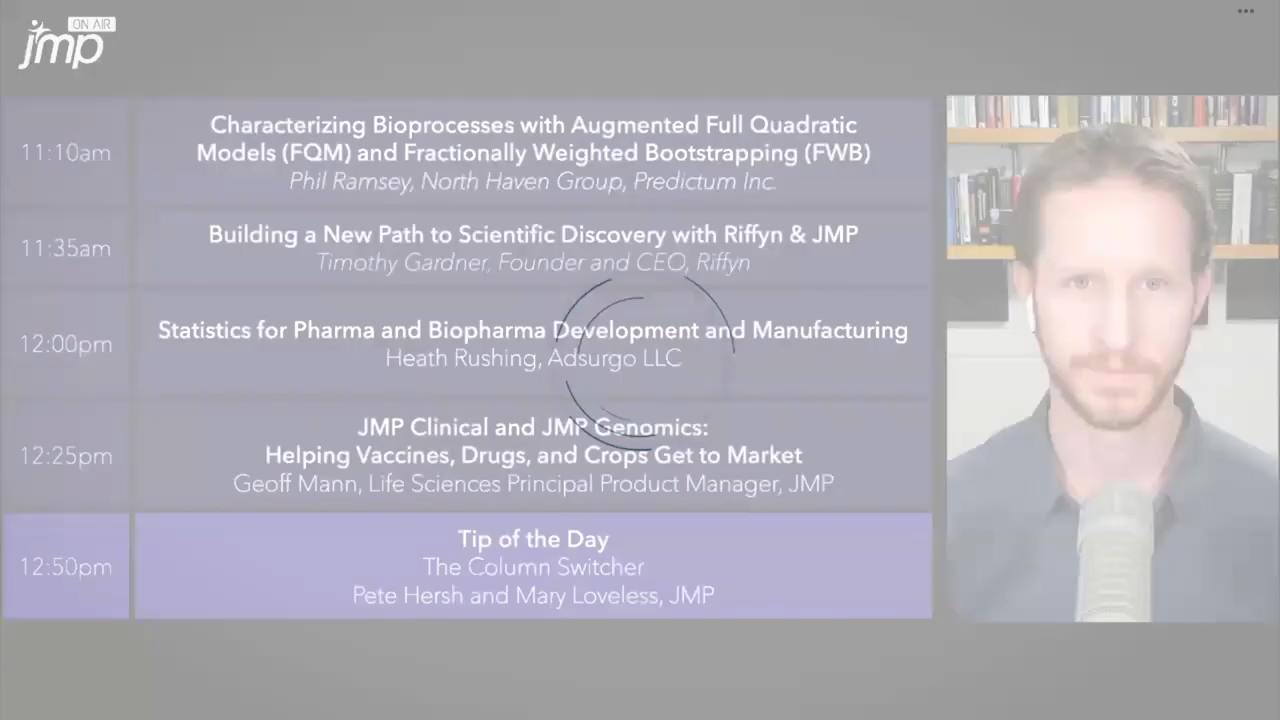 ON AIR
jmp
11:10am
Characterizing Bioprocesses with Augmented Full Quadratic
Models (FQM) and Fractionally Weighted Bootstrapping (FWB)
Phil Ramsey, North Haven Group, Predictum Inc.
11:35am
Building a New Path to Scientific Discovery with Riffyn & JMP
Timothy Gardner, Founder and CEO, Riffyn
12:00pm
Statistics for Pharma and Biopharma Development and Manufacturing
Heath Rushing, Adsurgo LLC
12:25pm
JMP Clinical and JMP Genomics:
Helping Vaccines, Drugs, and Crops Get to Market
Geoff Mann, Life Sciences Principal Product Manager, JMP
12:50pm
Tip of the Day
The Column Switcher
Pete Hersh and Mary Loveless, JMP